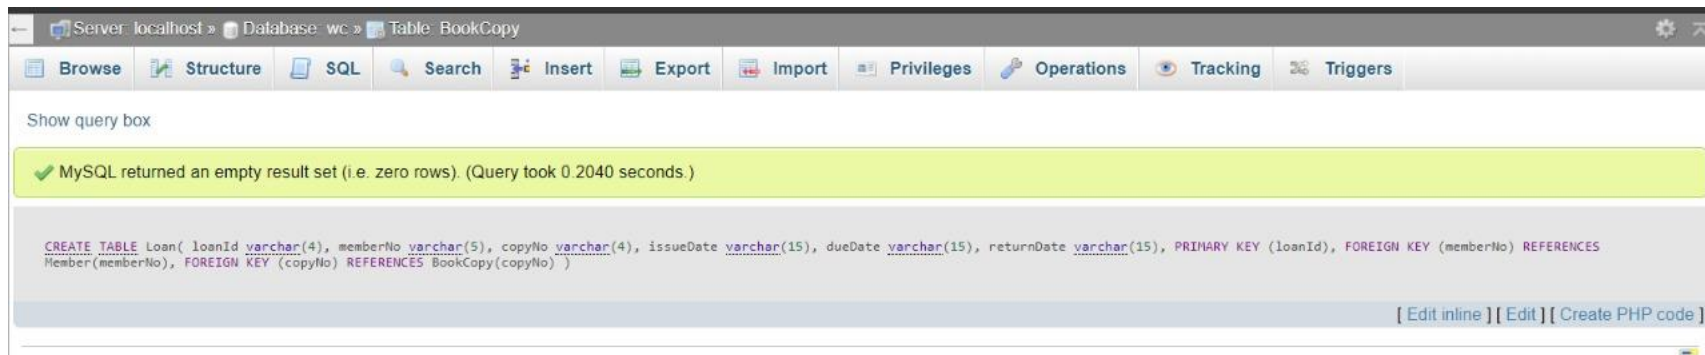 Server: localhost » Database: wc » Table: BookCopy
Browse Structure SQL Search Insert Export Import Privileges Operations Tracking Triggers
Show query box
MySQL returned an empty result set (i.e. zero rows). (Query took 0.2040 seconds.)
CREATE TABLE Loan( loanId varchar(4), memberNo varchar(5), copyNo varchar(4), issueDate varchar(15), dueDate varchar(15), returnDate varchar(15), PRIMARY KEY (loanId), FOREIGN KEY (memberNo) REFERENCES
Member(memberNo), FOREIGN KEY (copyNo) REFERENCES BookCopy(copyNo) )
[ Edit inline ] [ Edit ] [ Create PHP code ]